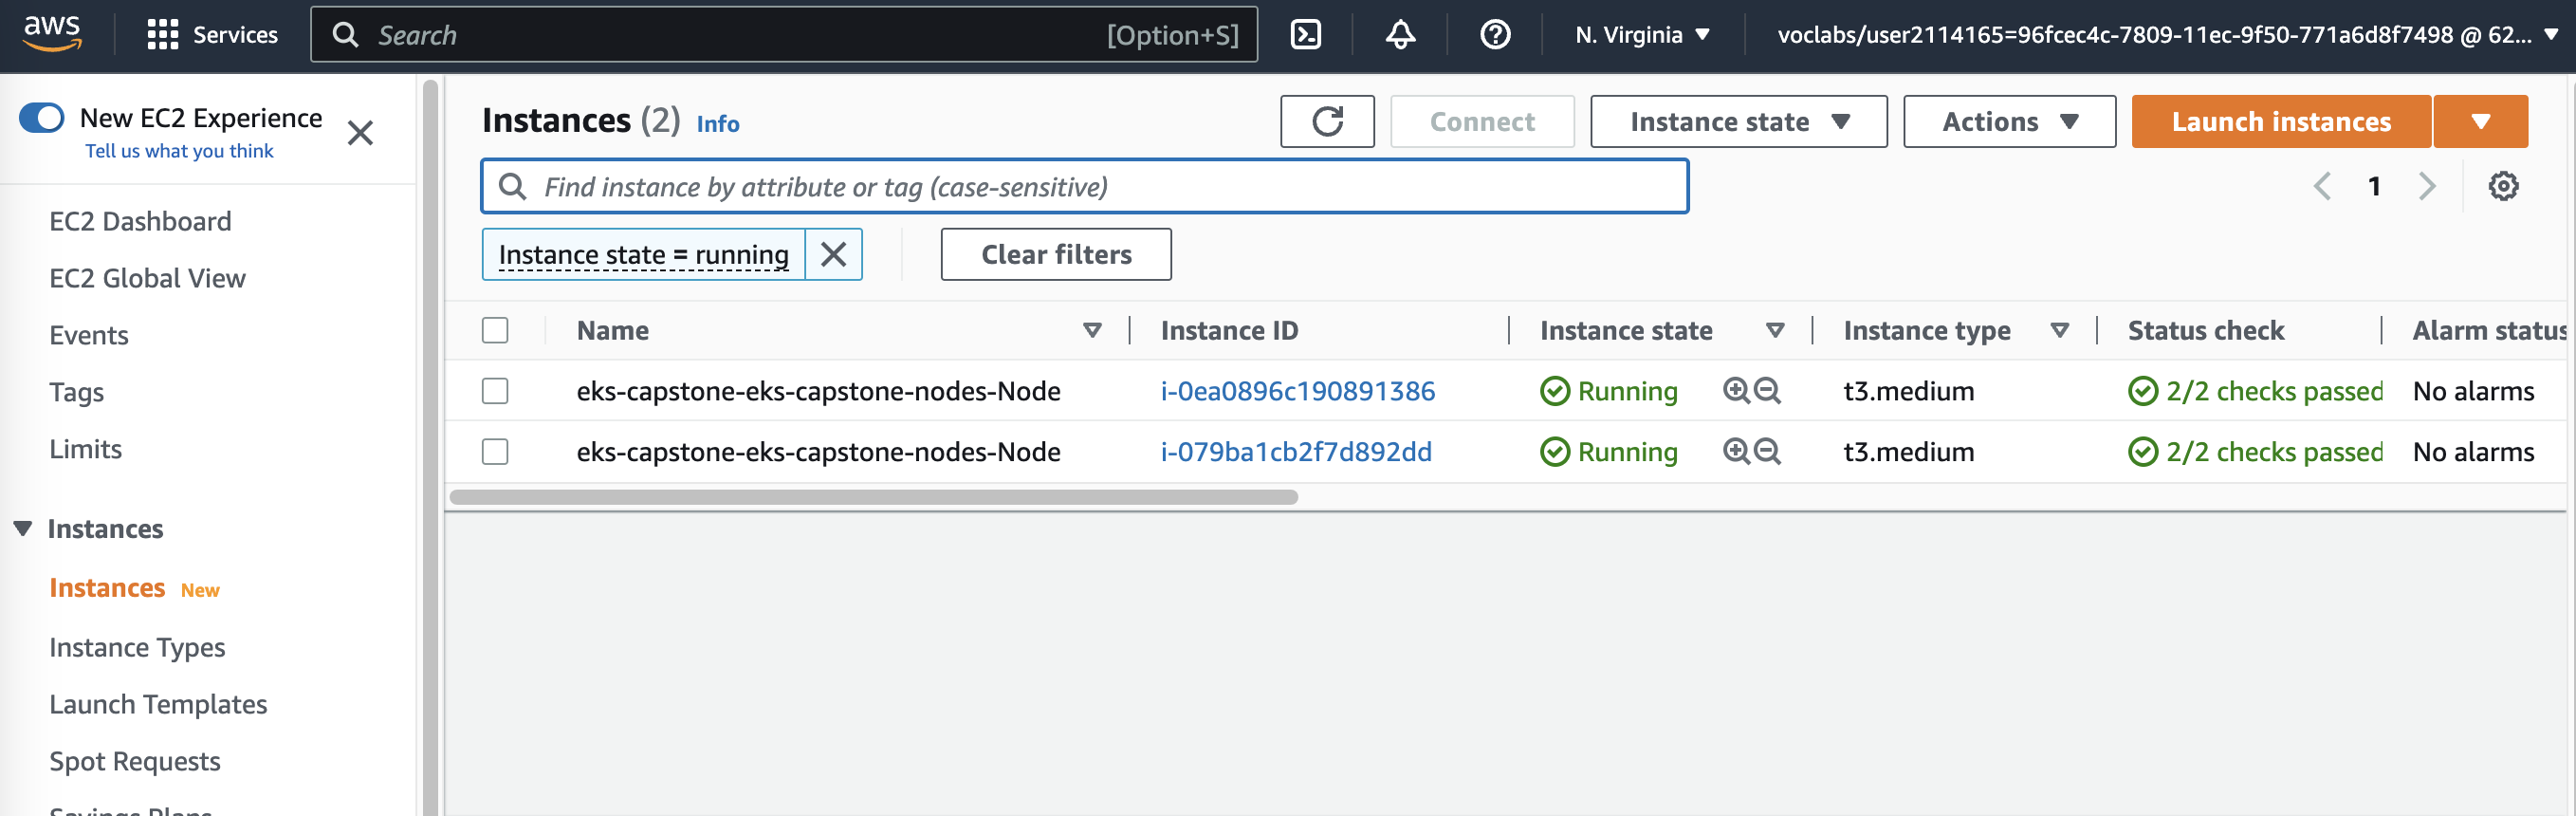 aws
Services
Search
[Option+S]
N. Virginia
voclabs/user2114165=96fcec4c-7809-11ec-9f50-771a6d8f7498 @ 62...
New EC2 Experience
Tell us what you think
EC2 Dashboard
EC2 Global View
Events
Tags
Limits
Instances
Instances New
Instance Types
Launch Templates
Spot Requests
Savings Plans
Instances (2) Info
Connect
Instance state
Actions
Launch instances
Find instance by attribute or tag (case-sensitive)
1
Instance state = running
Clear filters
Name Instance ID Instance state Instance type Status check Alarm status
eks-capstone-eks-capstone-nodes-Node i-0ea0896c190891386 Running t3.medium 2/2 checks passed No alarms
eks-capstone-eks-capstone-nodes-Node i-079ba1cb2f7d892dd Running t3.medium 2/2 checks passed No alarms